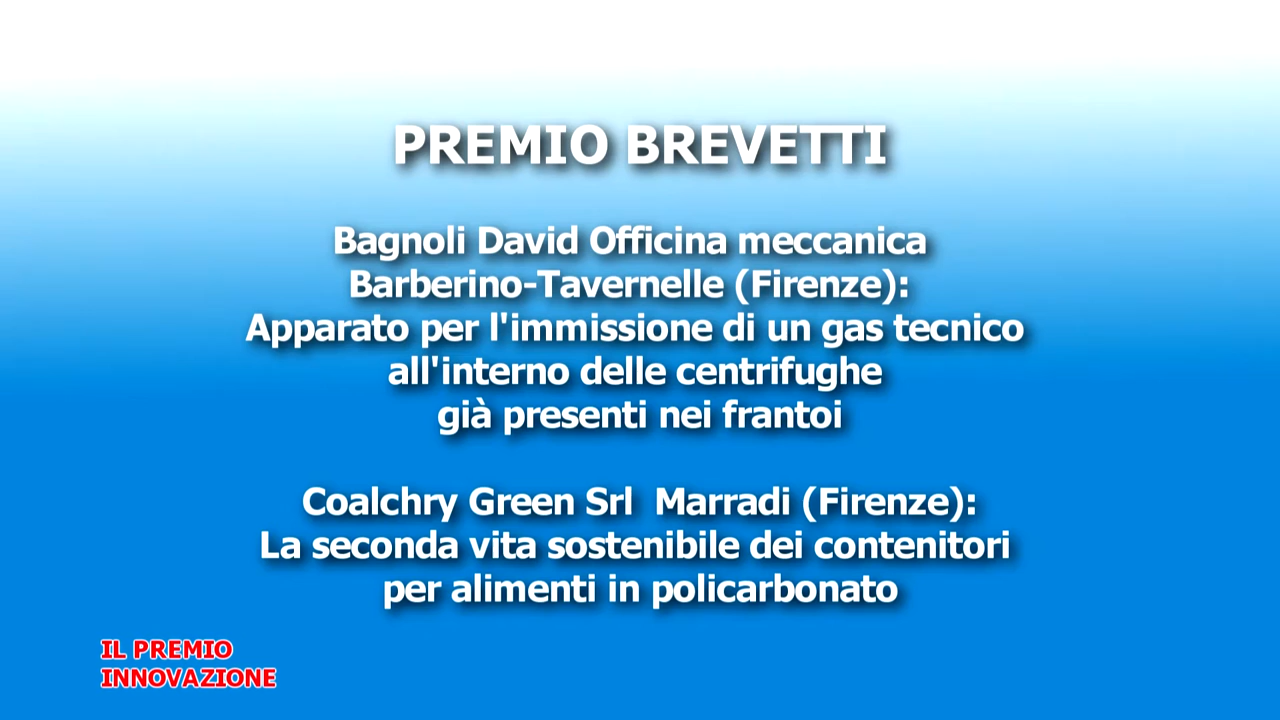 PREMIO BREVETTI
Bagnoli David Officina meccanica
Barberino-Tavernelle (Firenze):
Apparato per l'immissione di un gas tecnico
all'interno delle centrifughe
già presenti nei frantoi
Coalchry Green Srl  Marradi (Firenze):
La seconda vita sostenibile dei contenitori
per alimenti in policarbonato
IL PREMIO
INNOVAZIONE